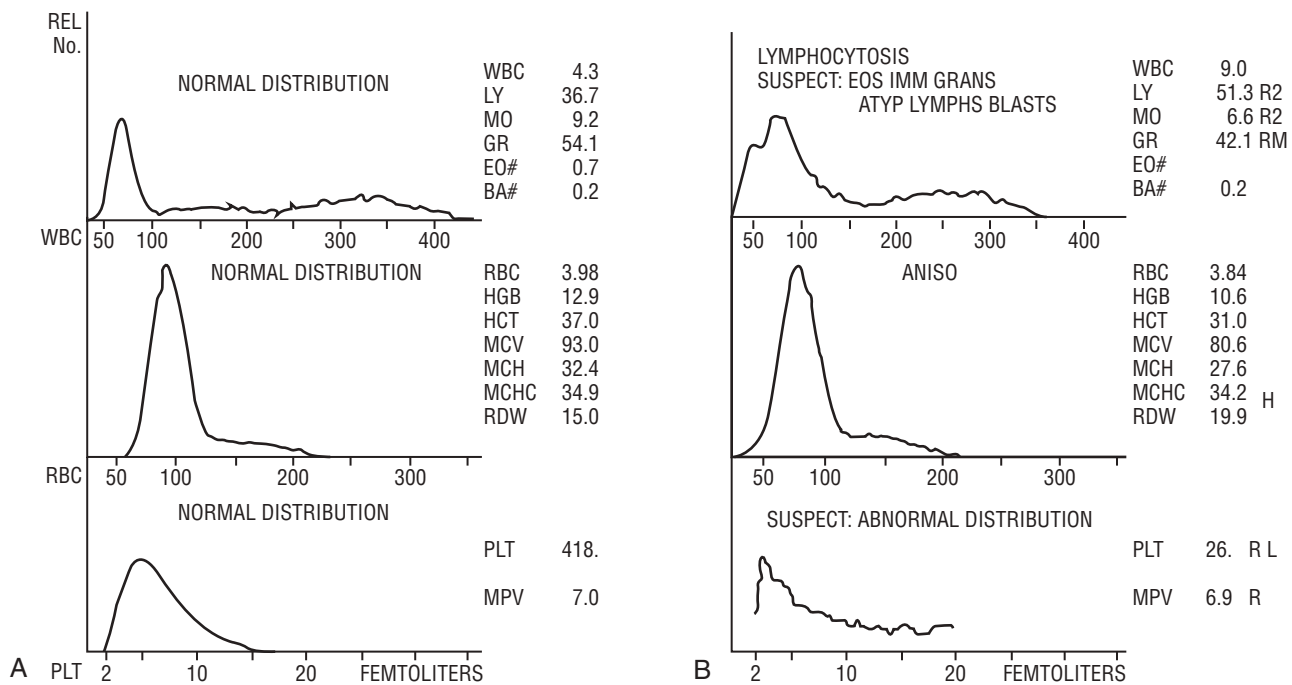 REL
No.
NORMAL DISTRIBUTION
WBC 4.3
LY 36.7
MO 9.2
GR 54.1
EO# 0.7
BA# 0.2
WBC 50 100 200 300 400
NORMAL DISTRIBUTION
RBC 3.98
HGB 12.9
HCT 37.0
MCV 93.0
MCH 32.4
MCHC 34.9
RDW 15.0
RBC 50 100 200 300
NORMAL DISTRIBUTION
PLT 418.
MPV 7.0
A PLT 2 10 20 FEMTOLITERS
LYMPHOCYTOSIS
SUSPECT: EOS IMM GRANS
ATYP LYMPHS BLASTS
WBC 9.0
LY 51.3 R2
MO 6.6 R2
GR 42.1 RM
EO#
BA# 0.2
50 100 200 300 400
ANISO
RBC 3.84
HGB 10.6
HCT 31.0
MCV 80.6
MCH 27.6
MCHC 34.2
H
RDW 19.9
50 100 200 300
SUSPECT: ABNORMAL DISTRIBUTION
PLT 26. R L
MPV 6.9 R
B 2 10 20 FEMTOLITERS